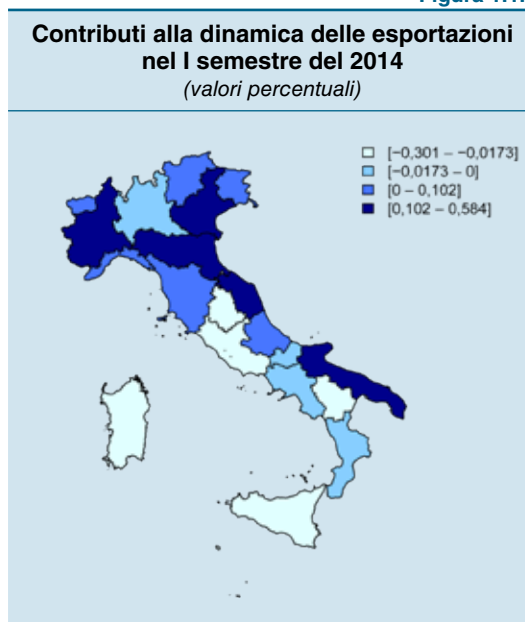 Contributi alla dinamica delle esportazioni
nel I semestre del 2014
(valori percentuali)
[−0,301 – −0,0173]
[−0,0173 – 0]
[0 – 0,102]
[0,102 – 0,584]